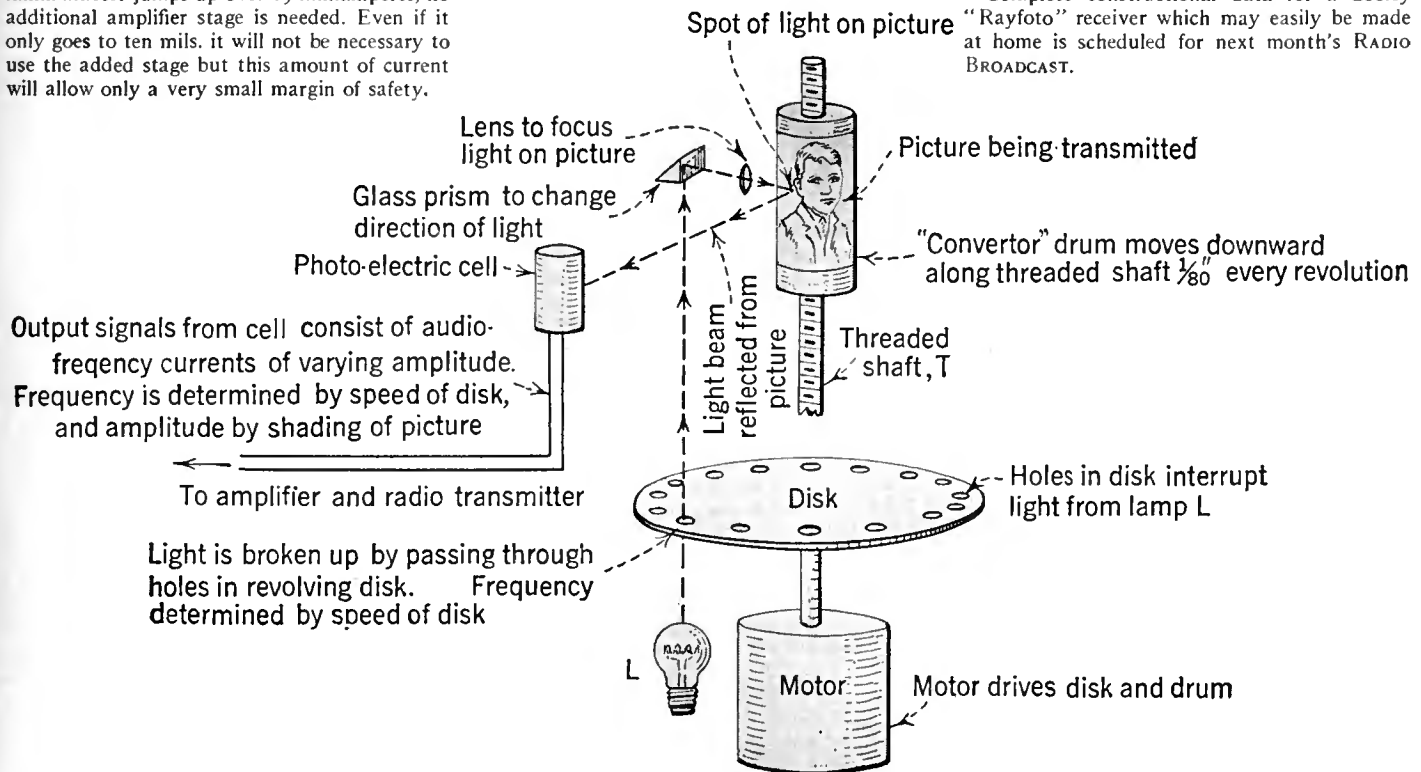 additional amplifier stage is needed. Even if it
only goes to ten mils. it will not be necessary to
use the added stage but this amount of current
will allow only a very small margin of safety.
"Rayfoto" receiver which may easily be made
at home is scheduled for next month's RADIO
BROADCAST.
Spot of light on picture
Lens to focus
light on picture
Picture being transmitted
Glass prism to change
direction of light
"Convertor" drum moves downward
along threaded shaft 1/80" every revolution
Photo-electric cell
Output signals from cell consist of audio-
freqency currents of varying amplitude.
Frequency is determined by speed of disk,
and amplitude by shading of picture
Light beam
reflected from
picture
Threaded
shaft, T
To amplifier and radio transmitter
Disk
Holes in disk interrupt
light from lamp L
Light is broken up by passing through
holes in revolving disk. Frequency
determined by speed of disk
L
Motor
Motor drives disk and drum